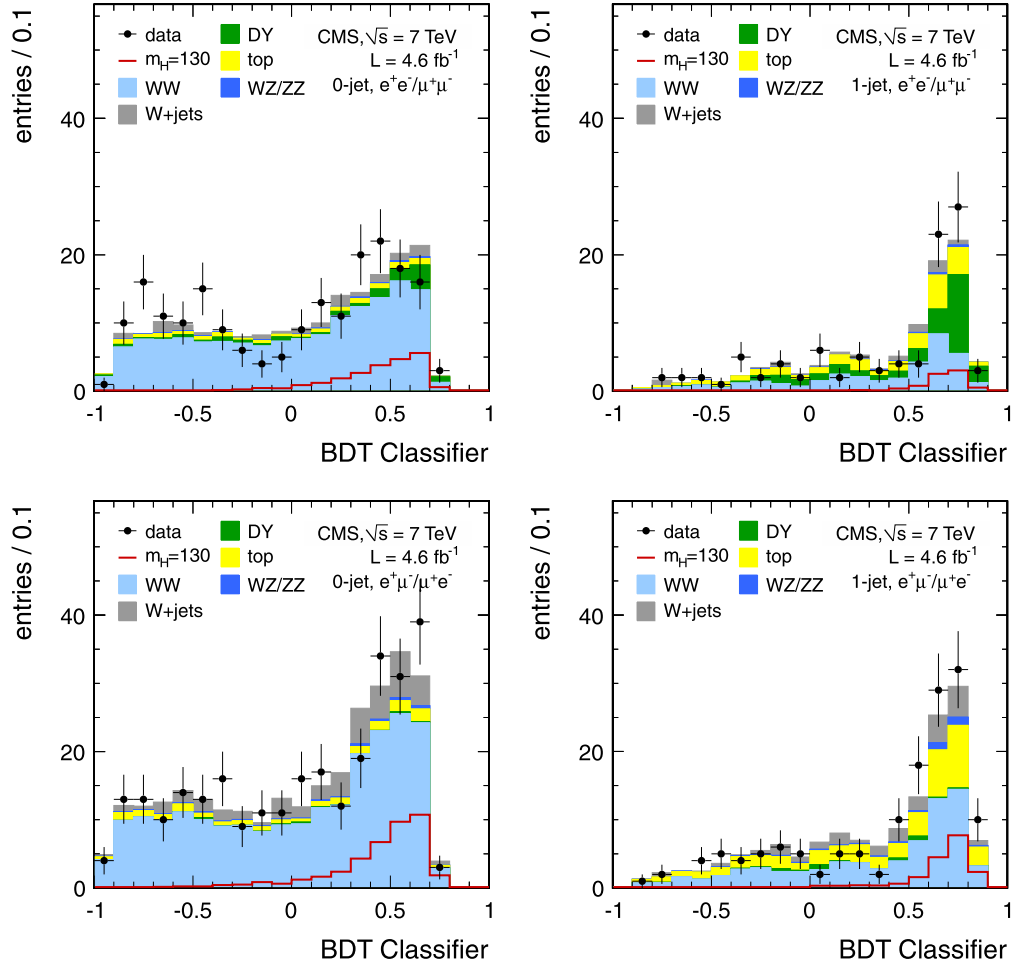 entries / 0.1
data
DY
CMS, √s = 7 TeV
m_H=130
top
L = 4.6 fb⁻¹
WW
WZ/ZZ
0-jet, e⁺e⁻/μ⁺μ⁻
W+jets
40
20
0
-1 -0.5 0 0.5 1
BDT Classifier
entries / 0.1
data
DY
CMS, √s = 7 TeV
m_H=130
top
L = 4.6 fb⁻¹
WW
WZ/ZZ
1-jet, e⁺e⁻/μ⁺μ⁻
W+jets
40
20
0
-1 -0.5 0 0.5 1
BDT Classifier
entries / 0.1
data
DY
CMS, √s = 7 TeV
m_H=130
top
L = 4.6 fb⁻¹
WW
WZ/ZZ
0-jet, e⁺μ⁻/μ⁺e⁻
W+jets
40
20
0
-1 -0.5 0 0.5 1
BDT Classifier
entries / 0.1
data
DY
CMS, √s = 7 TeV
m_H=130
top
L = 4.6 fb⁻¹
WW
WZ/ZZ
1-jet, e⁺μ⁻/μ⁺e⁻
W+jets
40
20
0
-1 -0.5 0 0.5 1
BDT Classifier